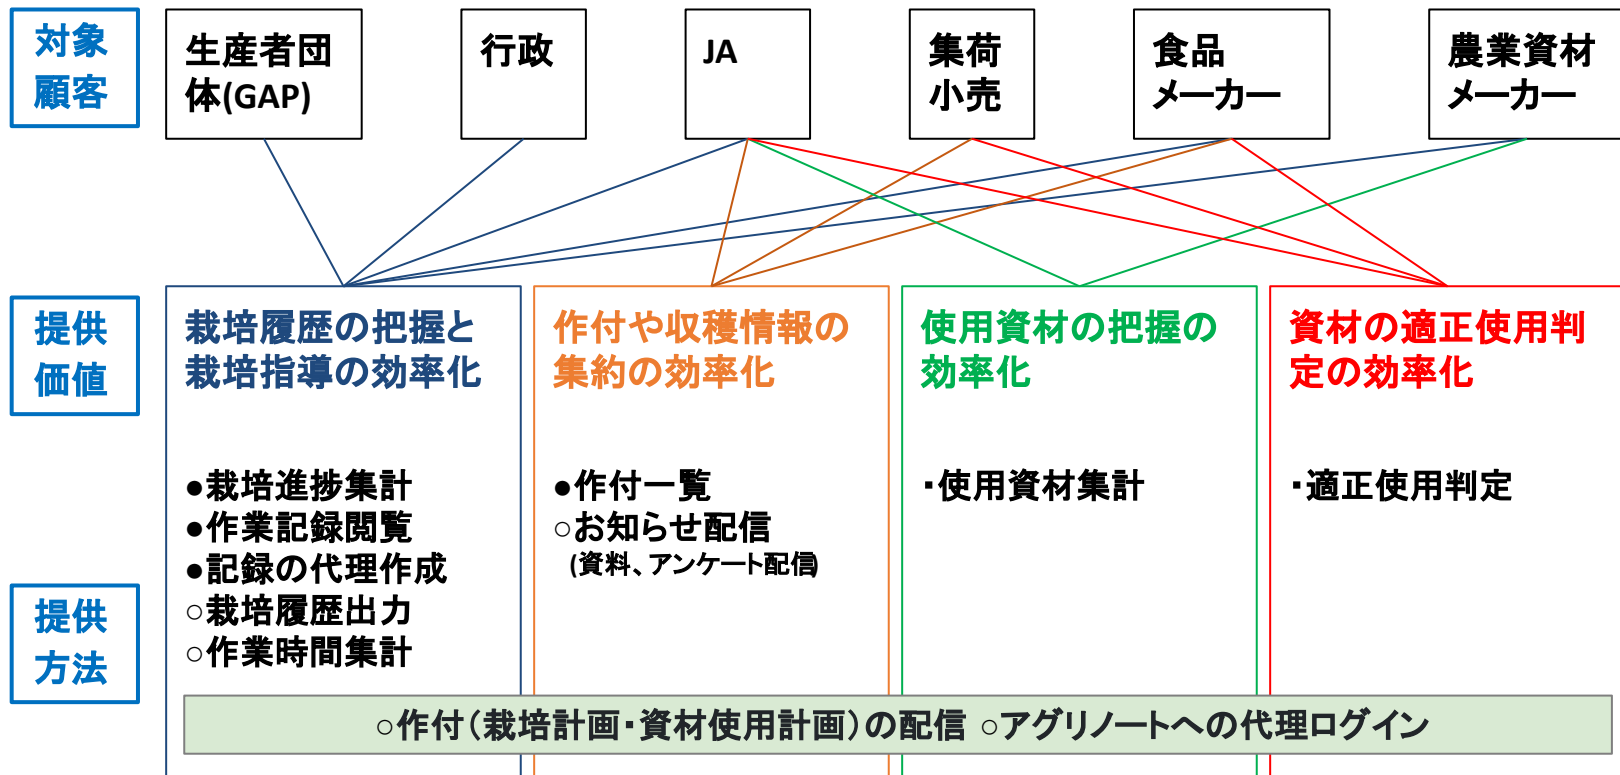 対象
顧客
生産者団
体(GAP)
行政
JA
集荷
小売
食品
メーカー
農業資材
メーカー
提供
価値
栽培履歴の把握と
栽培指導の効率化
作付や収穫情報の
集約の効率化
使用資材の把握の
効率化
資材の適正使用判
定の効率化
提供
方法
●栽培進捗集計
●作業記録閲覧
●記録の代理作成
○栽培履歴出力
○作業時間集計
●作付一覧
○お知らせ配信
(資料、アンケート配信)
・使用資材集計
・適正使用判定
○作付（栽培計画・資材使用計画）の配信 ○アグリノートへの代理ログイン